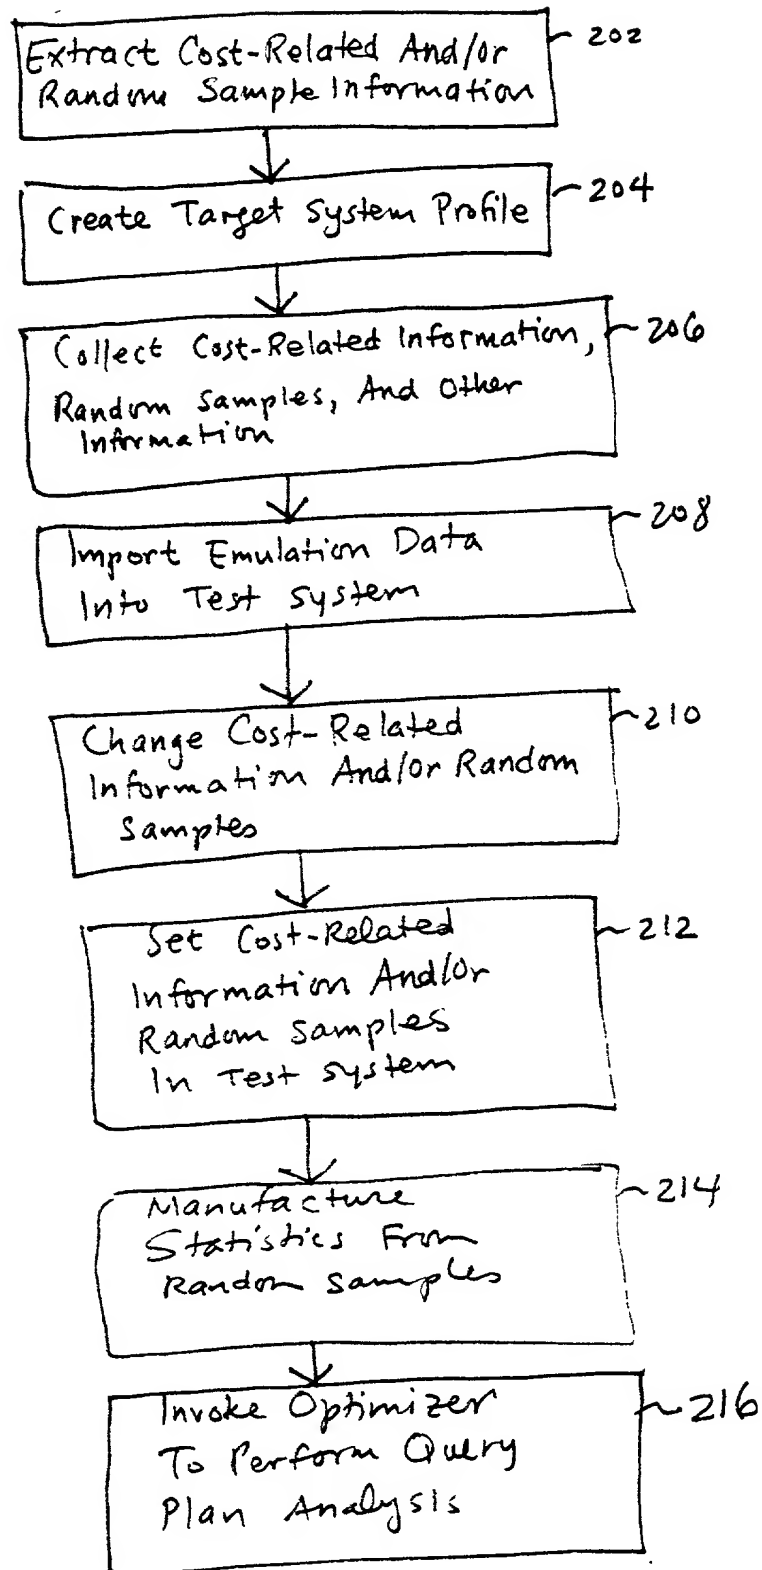 Extract Cost-Related And/or
Random Sample Information
202
Create Target System Profile
204
Collect Cost-Related Information,
Random Samples, And Other
Information
206
Import Emulation Data
Into Test System
208
Change Cost-Related
Information And/or Random
Samples
210
Set Cost-Related
Information And/Or
Random Samples
In Test System
212
Manufacture
Statistics From
Random Samples
214
Invoke Optimizer
To Perform Query
Plan Analysis
216